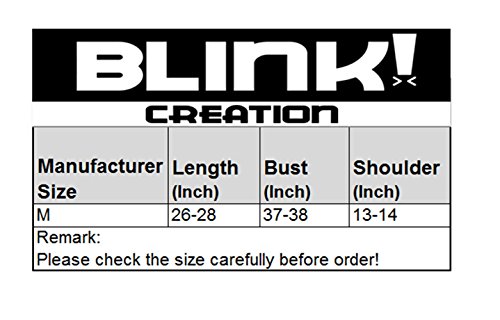 BLINK!
CREATION
Manufacturer Size Length (Inch) Bust (Inch) Shoulder (Inch)
M 26-28 37-38 13-14
Remark:
Please check the size carefully before order!